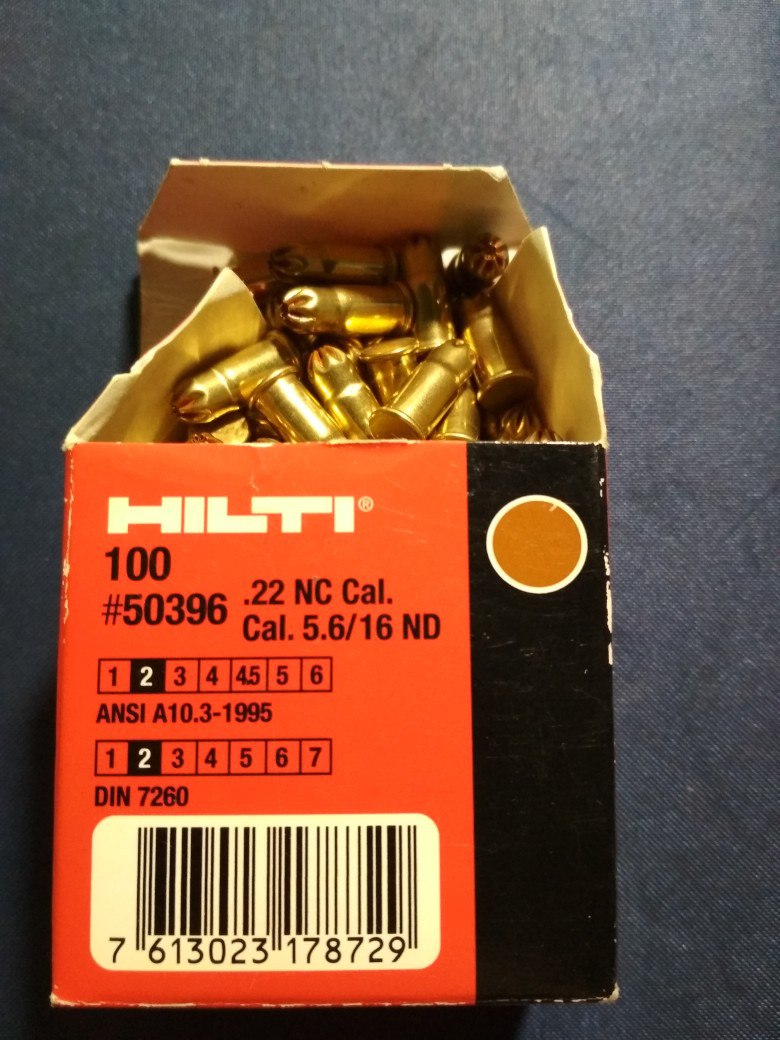 HILTI®
100
#50396 .22 NC Cal.
Cal. 5.6/16 ND
1 2 3 4 4.5 5 6
ANSI A10.3-1995
1 2 3 4 5 6 7
DIN 7260
7 613023 178729